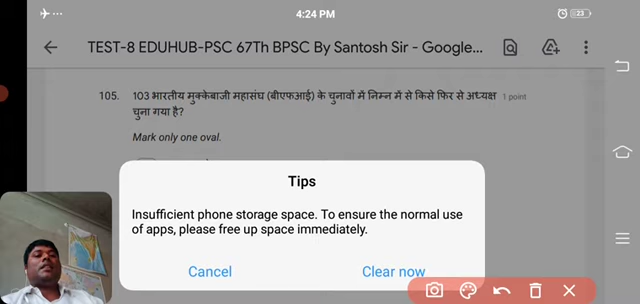 4:24 PM
23
TEST-8 EDUHUB-PSC 67Th BPSC By Santosh Sir - Google...
105. 103 भारतीय मुक्केबाजी महासंघ (बीएफआई) के चुनावों में निम्न में से किसे फिर से अध्यक्ष 1 point
चुना गया है?
Mark only one oval.
Tips
Insufficient phone storage space. To ensure the normal use
of apps, please free up space immediately.
Cancel Clear now